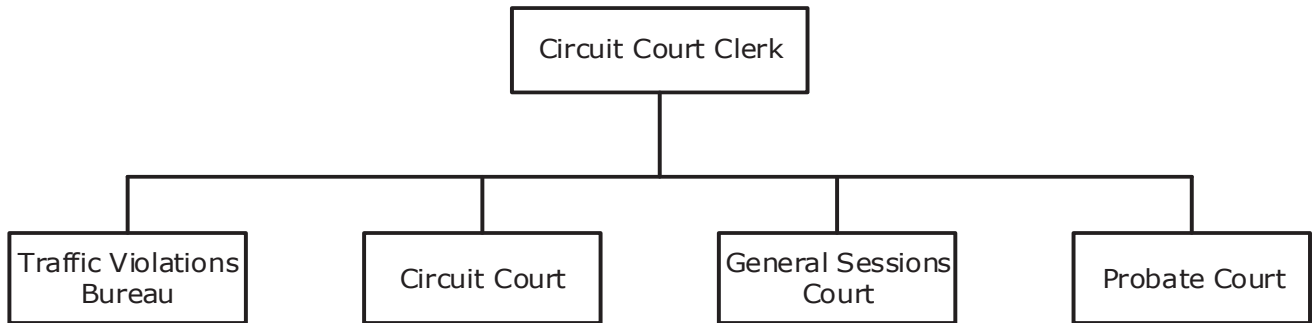 Circuit Court Clerk
Traffic Violations
Bureau
Circuit Court
General Sessions
Court
Probate Court